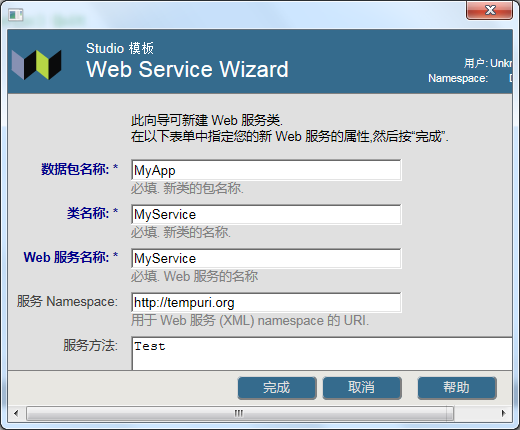 Studio 模板
Web Service Wizard
用户: Unkn
Namespace:
此向导可新建 Web 服务类.
在以下表单中指定您的新 Web 服务的属性,然后按“完成”.
数据包名称: * MyApp
必填. 新类的包名称.
类名称: * MyService
必填. 新类的名称.
Web 服务名称: * MyService
必填. Web 服务的名称
服务 Namespace: http://tempuri.org
用于 Web 服务 (XML) namespace 的 URI.
服务方法: Test
完成 取消 帮助